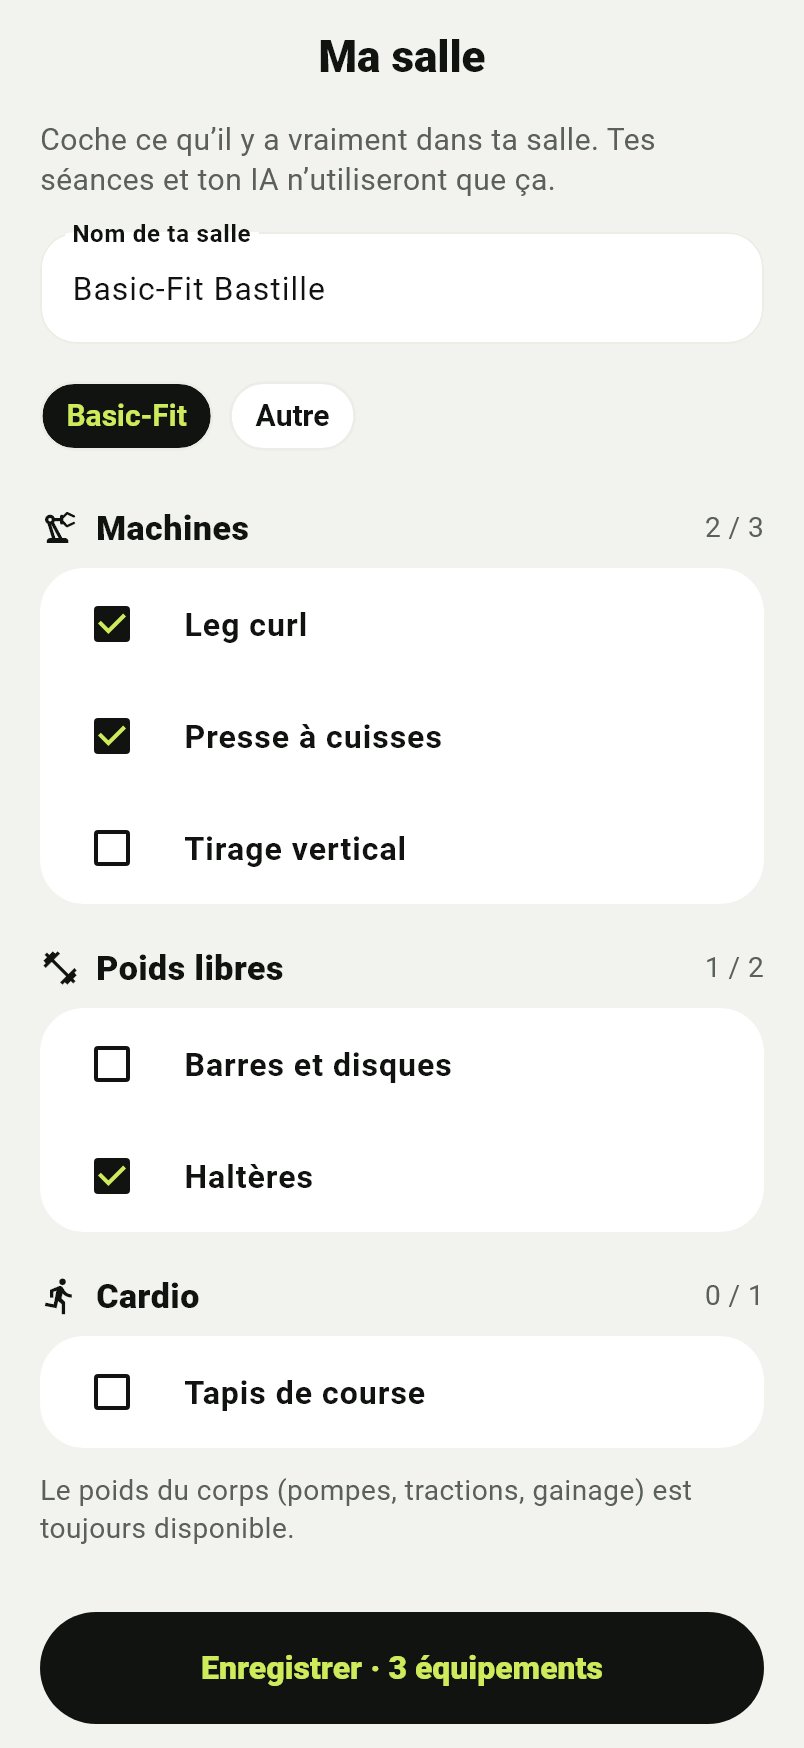 Ma salle
Coche ce qu’il y a vraiment dans ta salle. Tes
séances et ton IA n’utiliseront que ça.
Nom de ta salle
Basic-Fit Bastille
Basic-Fit Autre
Machines 2 / 3
Leg curl
Presse à cuisses
Tirage vertical
Poids libres 1 / 2
Barres et disques
Haltères
Cardio 0 / 1
Tapis de course
Le poids du corps (pompes, tractions, gainage) est
toujours disponible.
Enregistrer · 3 équipements